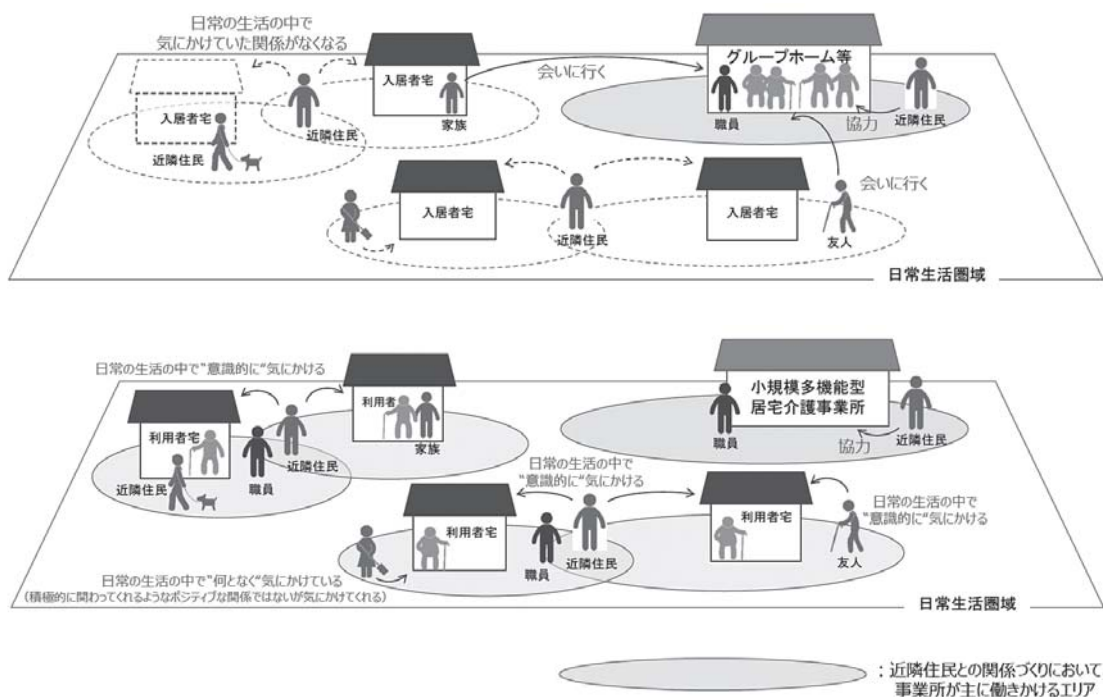 日常の生活の中で
気にかけていた関係がなくなる
入居者宅
近隣住民
近隣住民
入居者宅
家族
会いに行く
グループホーム等
職員
協力
近隣住民
入居者宅
近隣住民
入居者宅
会いに行く
友人
日常生活圏域
日常の生活の中で"意識的に"気にかける
利用者宅
近隣住民
職員
近隣住民
利用者
家族
小規模多機能型
居宅介護事業所
職員
協力
近隣住民
日常の生活の中で
"意識的に"気にかける
利用者宅
職員
近隣住民
利用者宅
日常の生活の中で
"意識的に"気にかける
友人
日常の生活の中で"何となく"気にかけている
(積極的に関わってくれるようなポジティブな関係ではないが気にかけてくれる)
日常生活圏域
:近隣住民との関係づくりにおいて
事業所が主に働きかけるエリア